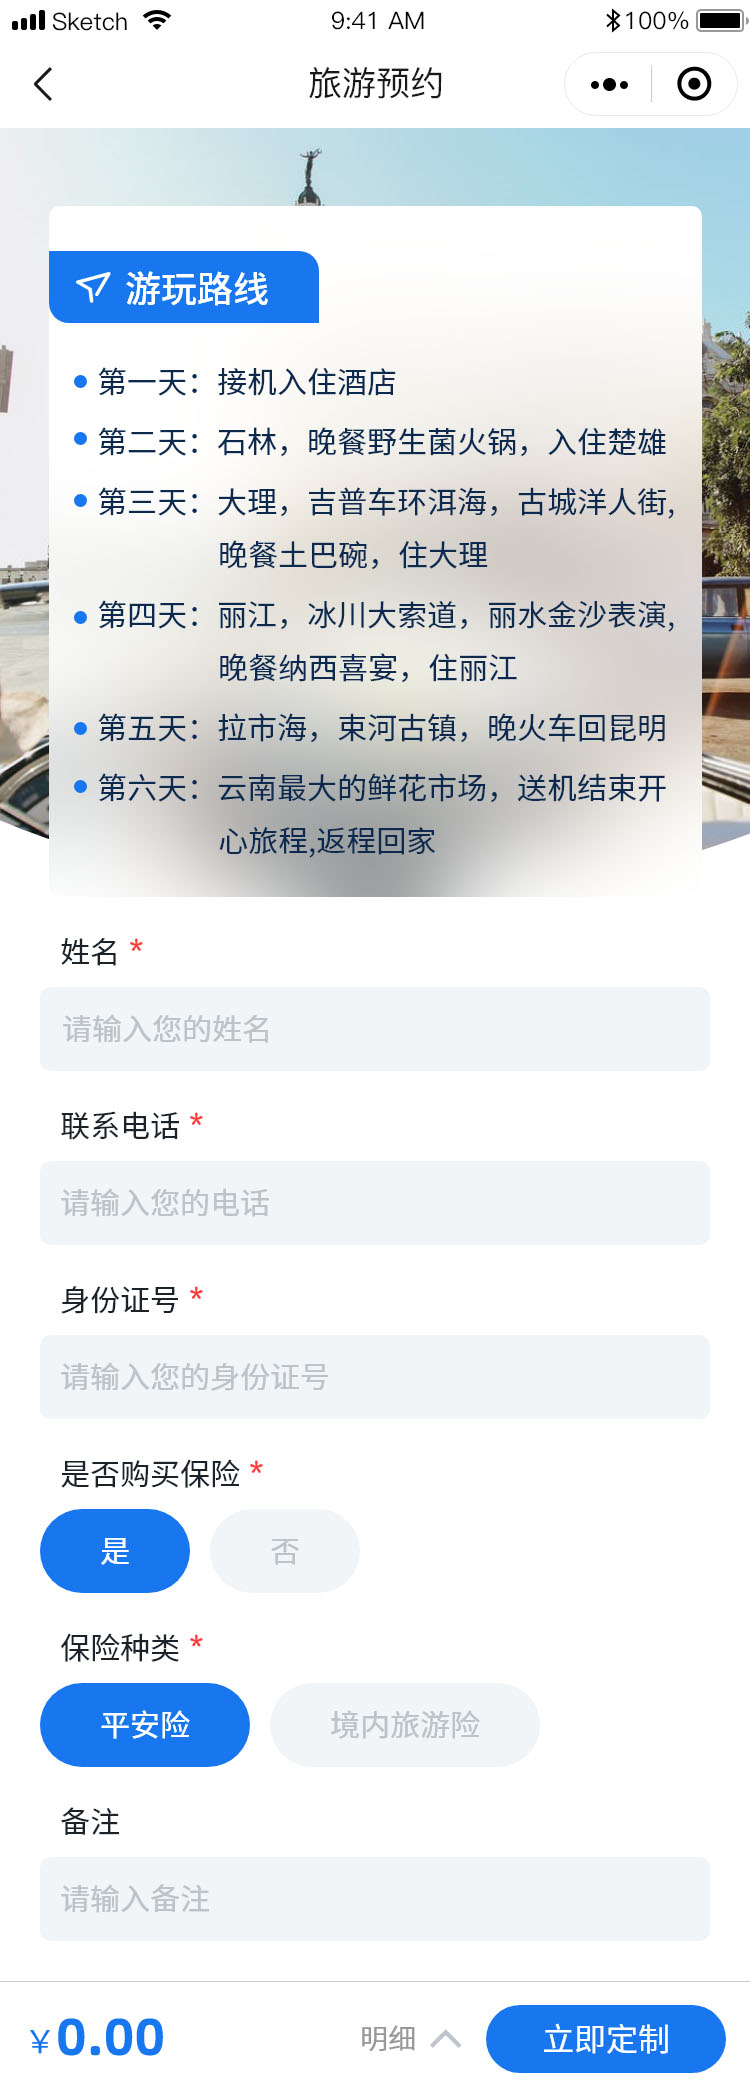 Sketch 9:41 AM 100%
旅游预约
游玩路线
第一天：接机入住酒店
第二天：石林，晚餐野生菌火锅，入住楚雄
第三天：大理，吉普车环洱海，古城洋人街,
晚餐土巴碗，住大理
第四天：丽江，冰川大索道，丽水金沙表演,
晚餐纳西喜宴，住丽江
第五天：拉市海，束河古镇，晚火车回昆明
第六天：云南最大的鲜花市场，送机结束开
心旅程,返程回家
姓名 *
请输入您的姓名
联系电话 *
请输入您的电话
身份证号 *
请输入您的身份证号
是否购买保险 *
是 否
保险种类 *
平安险 境内旅游险
备注
请输入备注
¥0.00 明细 立即定制